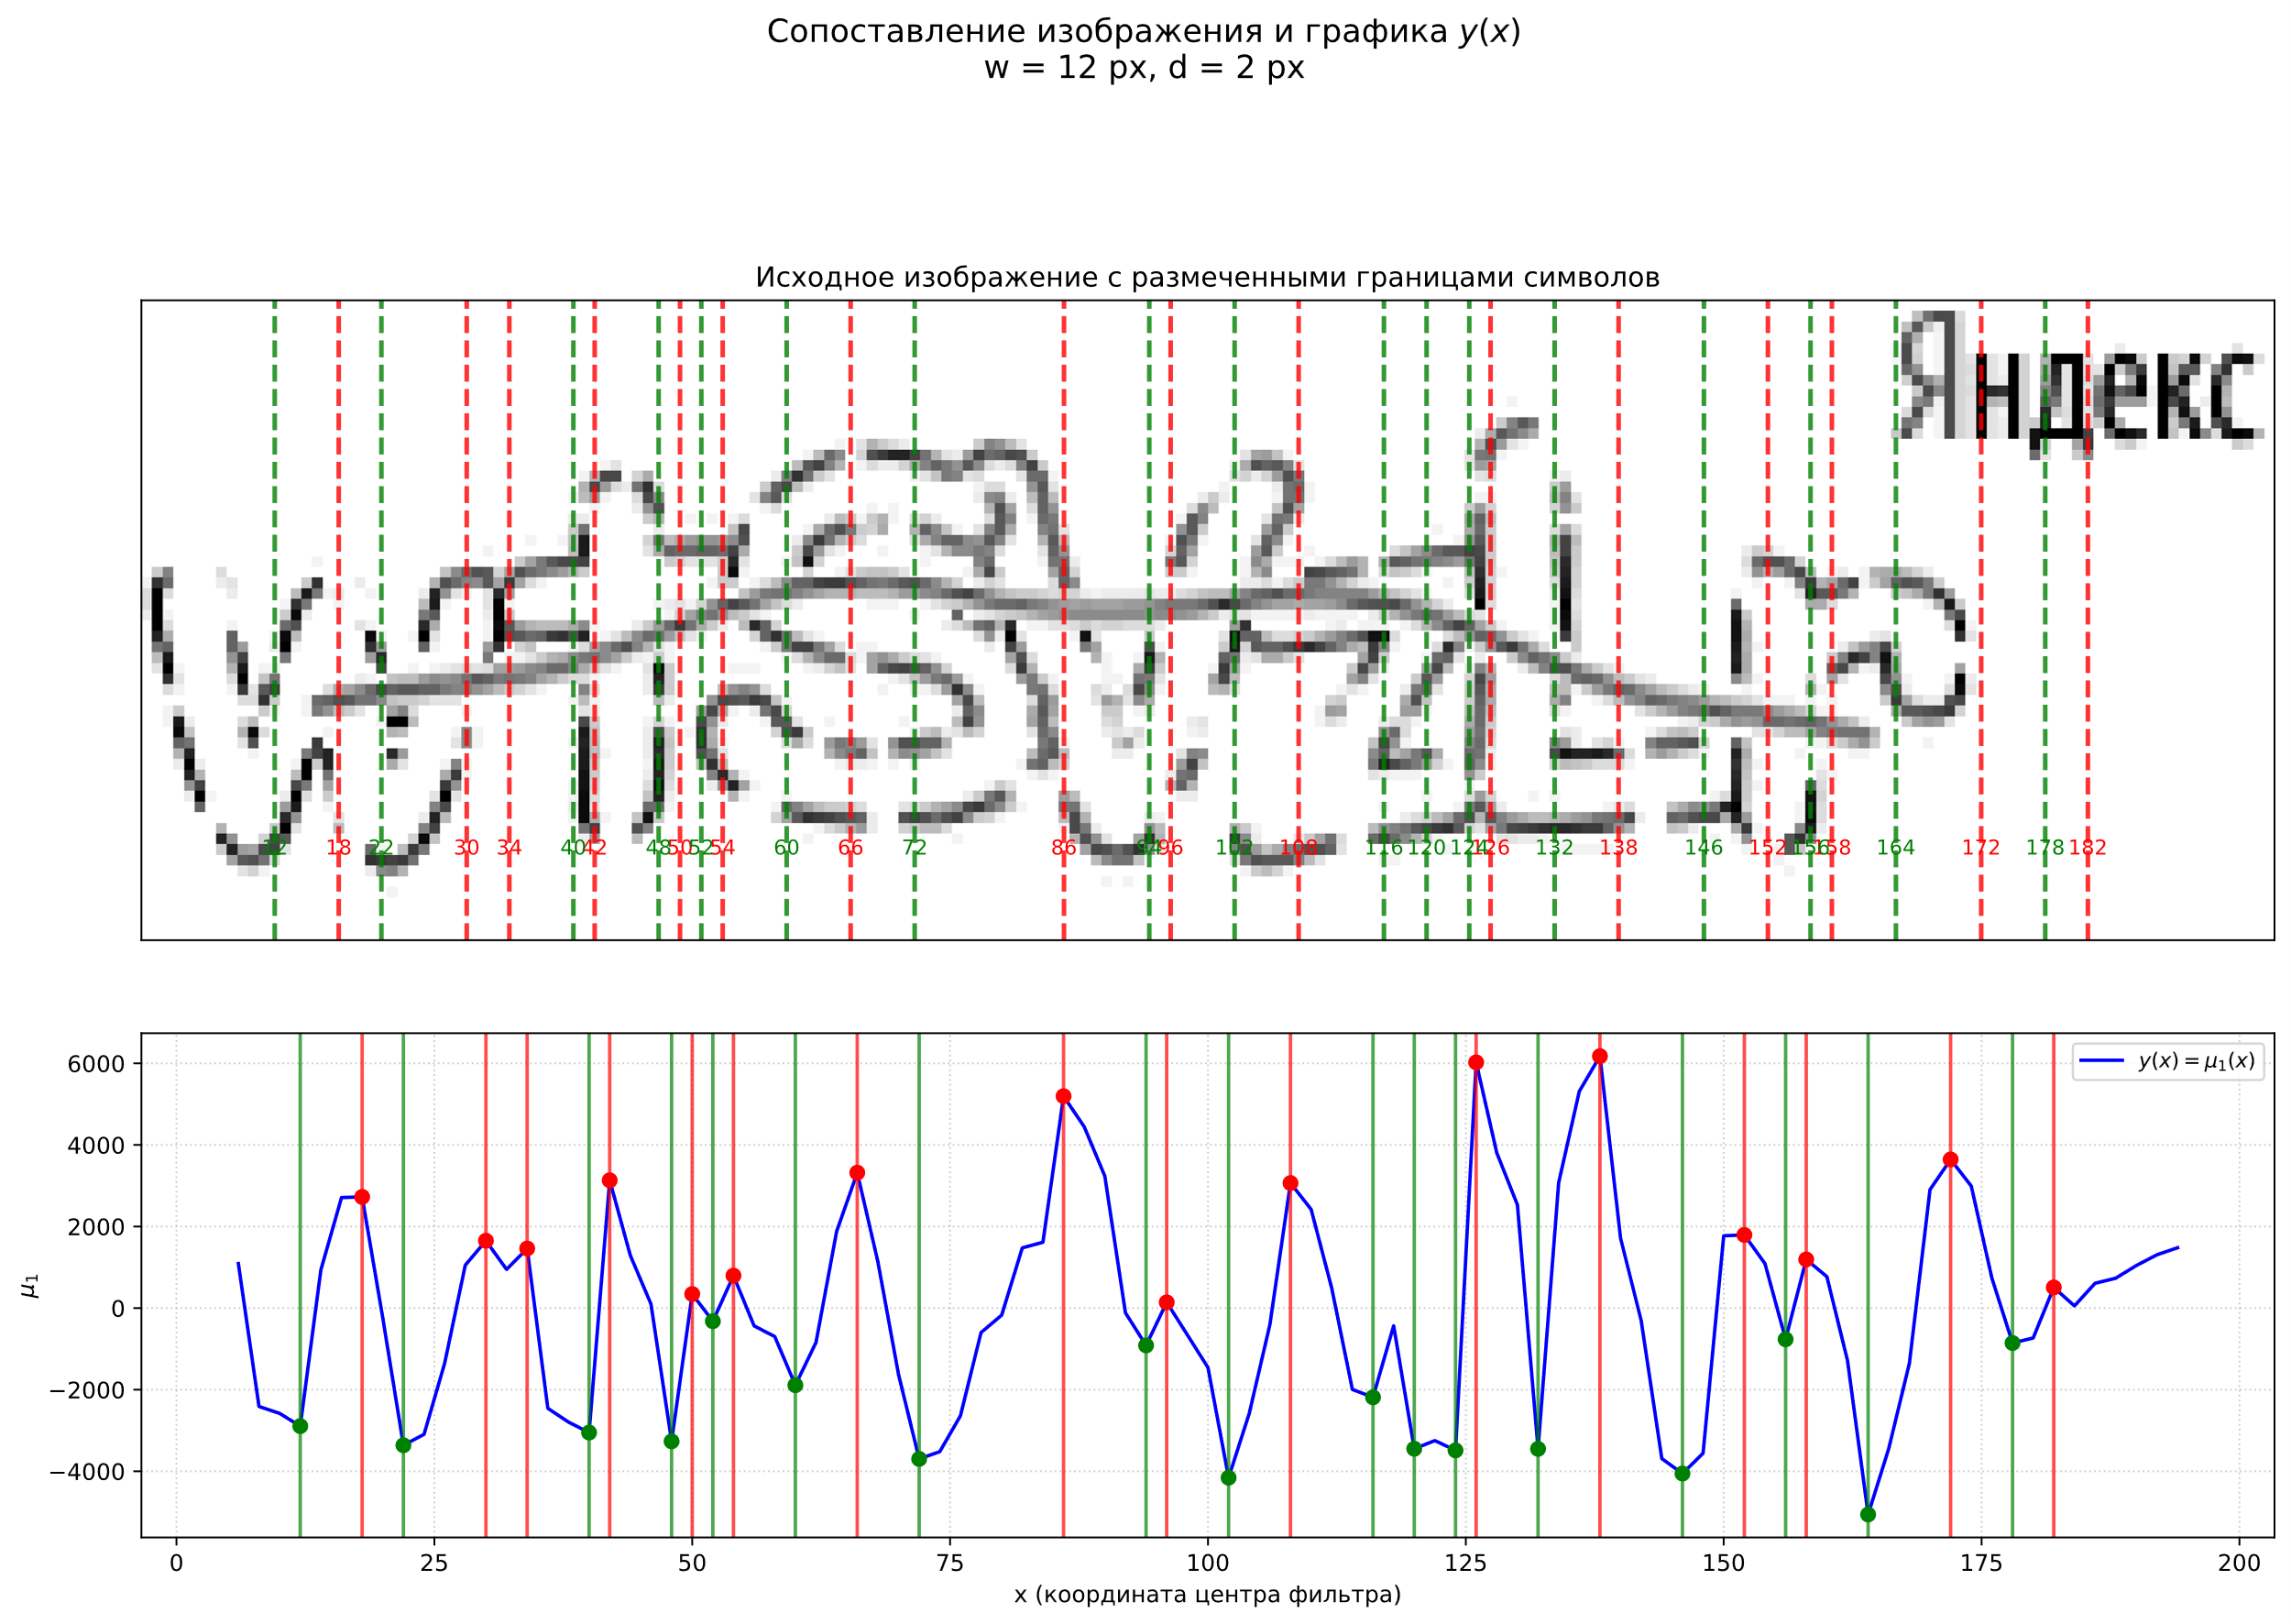 Сопоставление изображения и графика y(x)
w = 12 px, d = 2 px
Исходное изображение с размеченными границами символов
Яндекс
12 18 22 30 34 40 42 48 50 52 54 60 66 72 86 94 96 102 108 116 120 124 126 132 138 146 152 156 158 164 172 178 182
6000
y(x) = μ₁(x)
4000
2000
0
−2000
−4000
μ₁
0 25 50 75 100 125 150 175 200
x (координата центра фильтра)